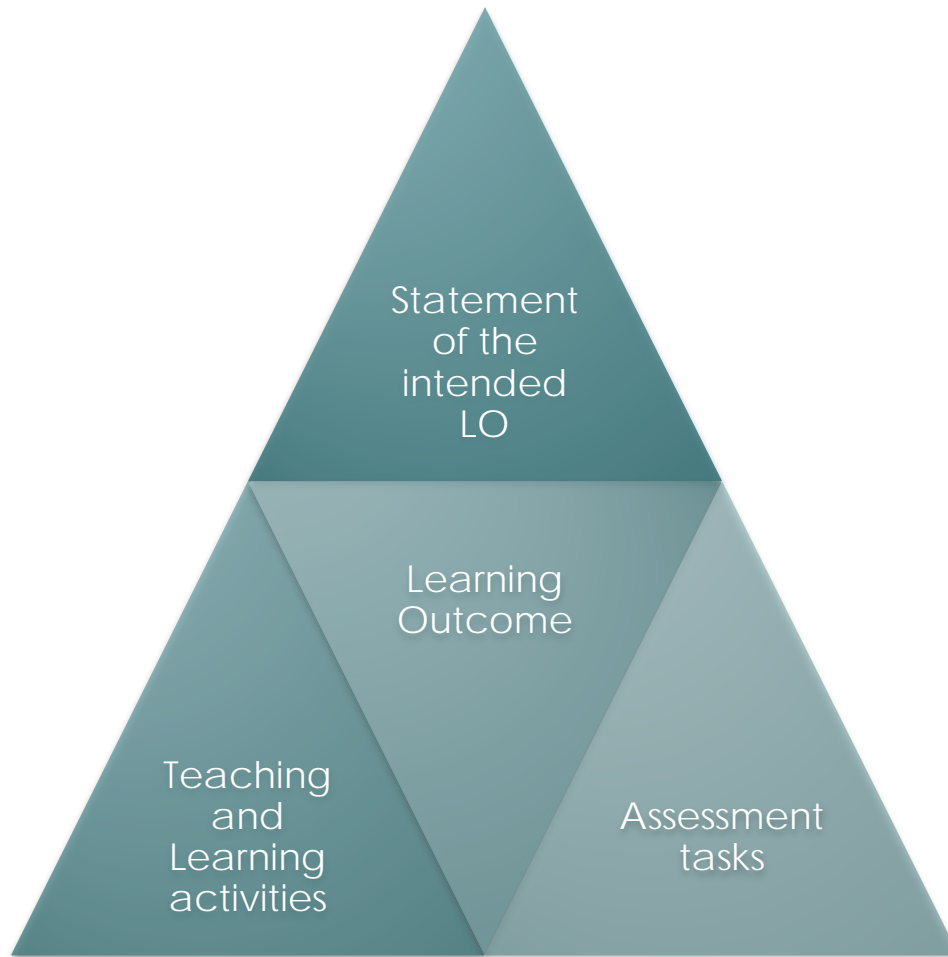 Statement
of the
intended
LO
Learning
Outcome
Teaching
and
Learning
activities
Assessment
tasks